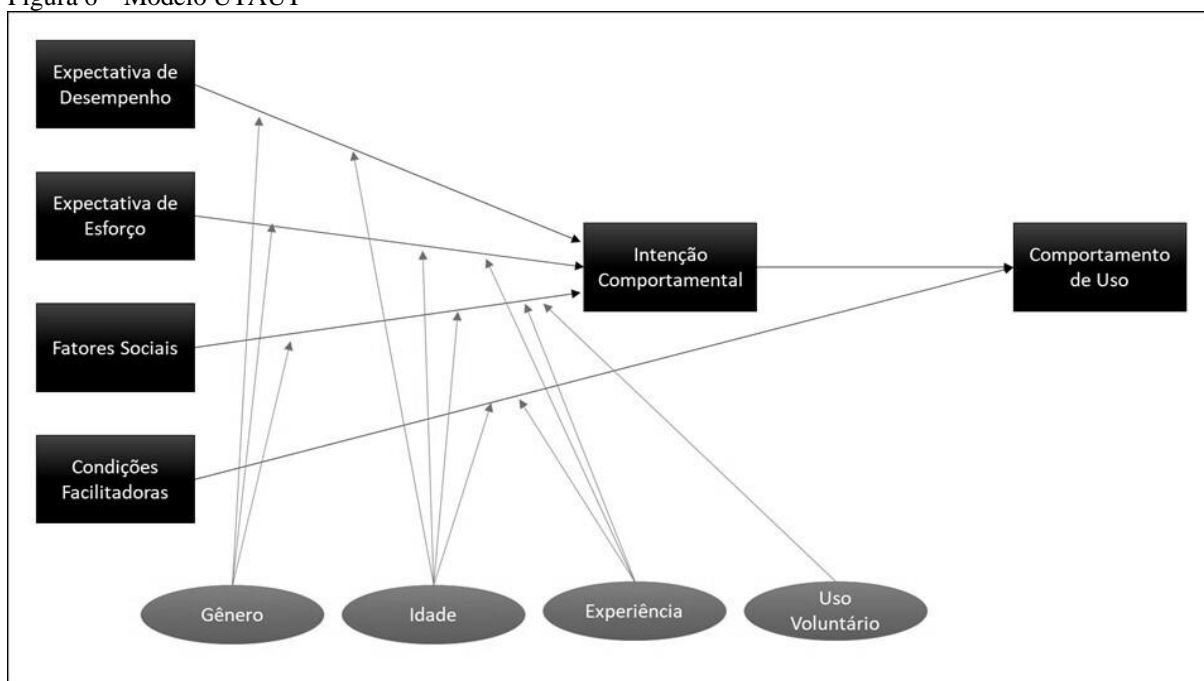 Figura 6 – Modelo UTAUT
Expectativa de
Desempenho
Expectativa de
Esforço
Fatores Sociais
Condições
Facilitadoras
Intenção
Comportamental
Comportamento
de Uso
Gênero
Idade
Experiência
Uso
Voluntário